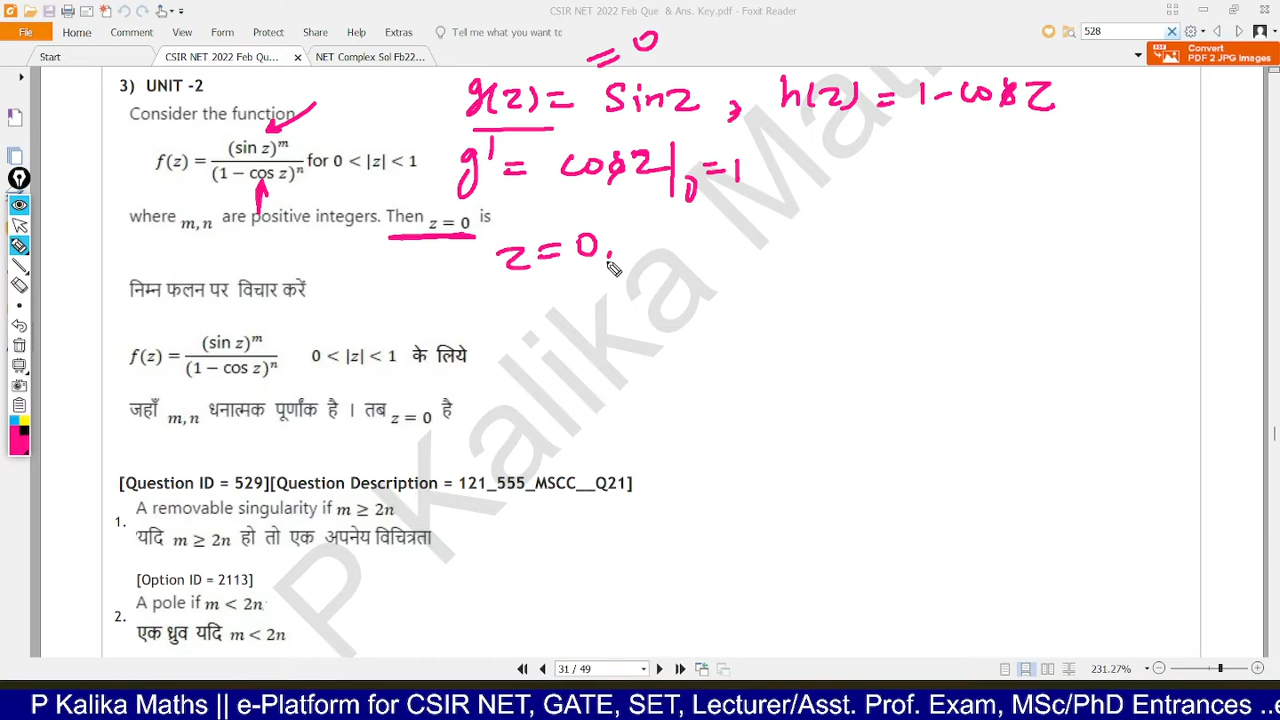 CSIR NET 2022 Feb Que & Ans. Key.pdf - Foxit Reader
File Home Comment View Form Protect Share Help Extras Tell me what you want to 528
Convert
PDF 2 JPG Images
Start CSIR NET 2022 Feb Qu... × NET Complex Sol Fb22...
3) UNIT -2
Consider the function
f(z) = (sin z)^m / (1 − cos z)^n for 0 < |z| < 1
where m, n are positive integers. Then z = 0 is
= 0
g(z) = sin z , h(z) = 1 - cos z
g' = cos z|₀ = 1
z = 0.
निम्न फलन पर विचार करें
f(z) = (sin z)^m / (1 − cos z)^n 0 < |z| < 1 के लिये
जहाँ m, n धनात्मक पूर्णांक है । तब z = 0 है
[Question ID = 529][Question Description = 121_555_MSCC__Q21]
1. A removable singularity if m ≥ 2n
यदि m ≥ 2n हो तो एक अपनेय विचित्रता
[Option ID = 2113]
2. A pole if m < 2n
एक ध्रुव यदि m < 2n
P Kalika Mat
31 / 49 231.27%
P Kalika Maths || e-Platform for CSIR NET, GATE, SET, Lecturer/Asst. Prof. Exam, MSc/PhD Entrances ..e